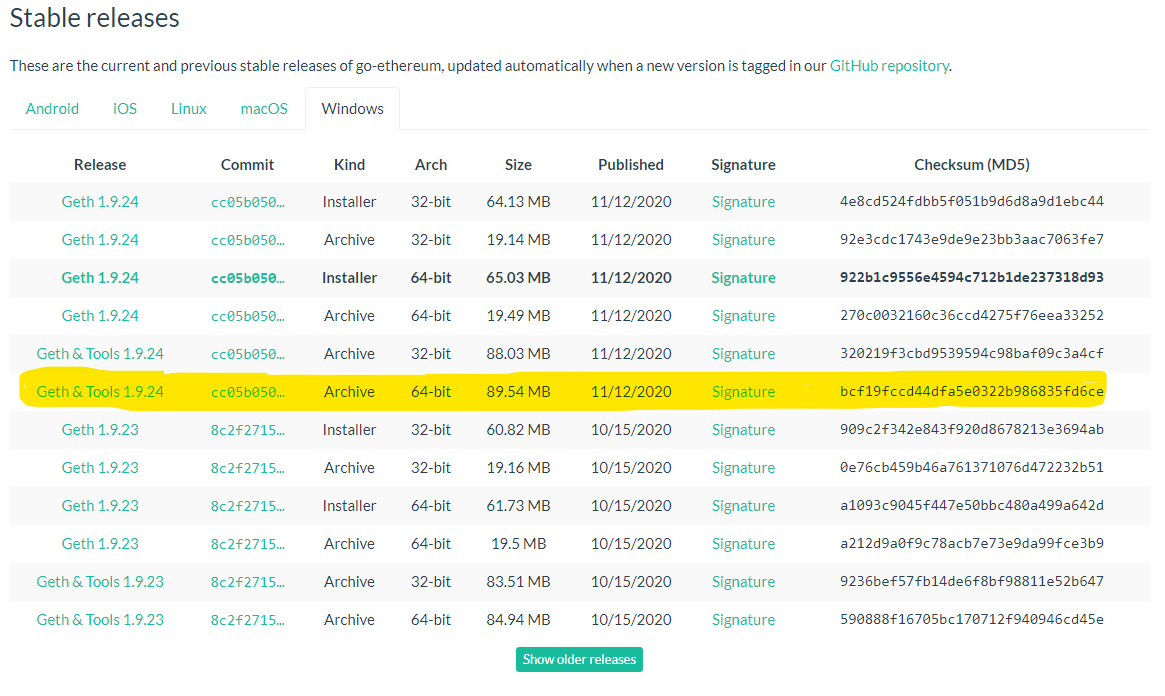 Stable releases
These are the current and previous stable releases of go-ethereum, updated automatically when a new version is tagged in our GitHub repository.
Android iOS Linux macOS Windows
Release Commit Kind Arch Size Published Signature Checksum (MD5)
Geth 1.9.24 cc05b050… Installer 32-bit 64.13 MB 11/12/2020 Signature 4e8cd524fdbb5f051b9d6d8a9d1ebc44
Geth 1.9.24 cc05b050… Archive 32-bit 19.14 MB 11/12/2020 Signature 92e3cdc1743e9de9e23bb3aac7063fe7
Geth 1.9.24 cc05b050… Installer 64-bit 65.03 MB 11/12/2020 Signature 922b1c9556e4594c712b1de237318d93
Geth 1.9.24 cc05b050… Archive 64-bit 19.49 MB 11/12/2020 Signature 270c0032160c36ccd4275f76eea33252
Geth & Tools 1.9.24 cc05b050… Archive 32-bit 88.03 MB 11/12/2020 Signature 320219f3cbd9539594c98baf09c3a4cf
Geth & Tools 1.9.24 cc05b050… Archive 64-bit 89.54 MB 11/12/2020 Signature bcf19fccd44dfa5e0322b986835fd6ce
Geth 1.9.23 8c2f2715… Installer 32-bit 60.82 MB 10/15/2020 Signature 909c2f342e843f920d8678213e3694ab
Geth 1.9.23 8c2f2715… Archive 32-bit 19.16 MB 10/15/2020 Signature 0e76cb459b46a761371076d472232b51
Geth 1.9.23 8c2f2715… Installer 64-bit 61.73 MB 10/15/2020 Signature a1093c9045f447e50bbc480a499a642d
Geth 1.9.23 8c2f2715… Archive 64-bit 19.5 MB 10/15/2020 Signature a212d9a0f9c78acb7e73e9da99fce3b9
Geth & Tools 1.9.23 8c2f2715… Archive 32-bit 83.51 MB 10/15/2020 Signature 9236bef57fb14de6f8bf98811e52b647
Geth & Tools 1.9.23 8c2f2715… Archive 64-bit 84.94 MB 10/15/2020 Signature 590888f16705bc170712f940946cd45e
Show older releases